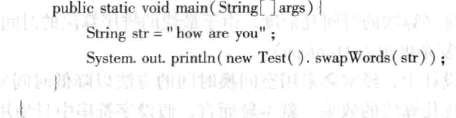 public static void main(String[ ]args){
String str = "how are you";
System. out. println( new Test( ). swapWords( str) );
}
}